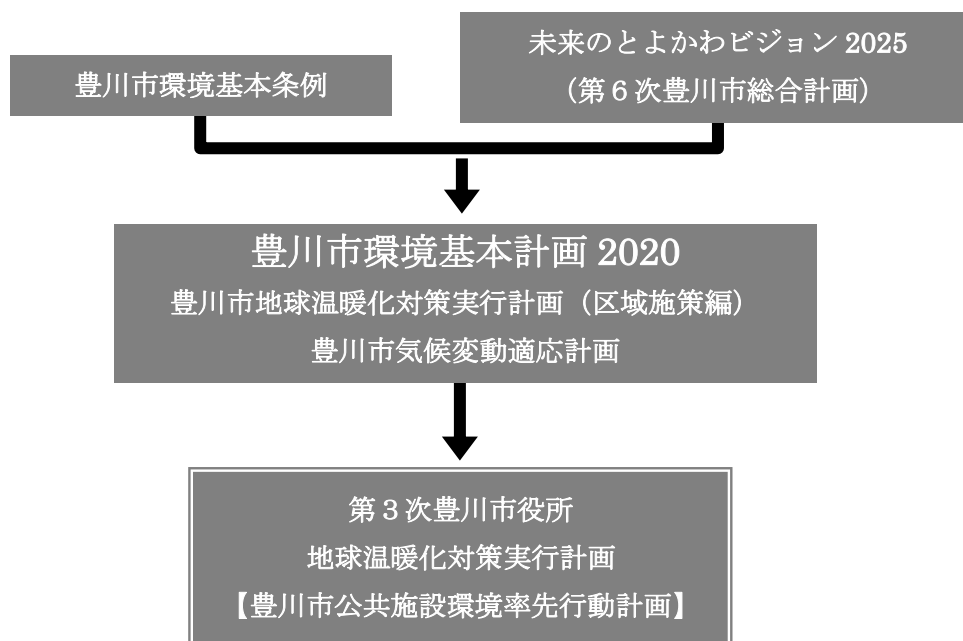 豊川市環境基本条例
未来のとよかわビジョン 2025
（第６次豊川市総合計画）
豊川市環境基本計画 2020
豊川市地球温暖化対策実行計画（区域施策編）
豊川市気候変動適応計画
第３次豊川市役所
地球温暖化対策実行計画
【豊川市公共施設環境率先行動計画】